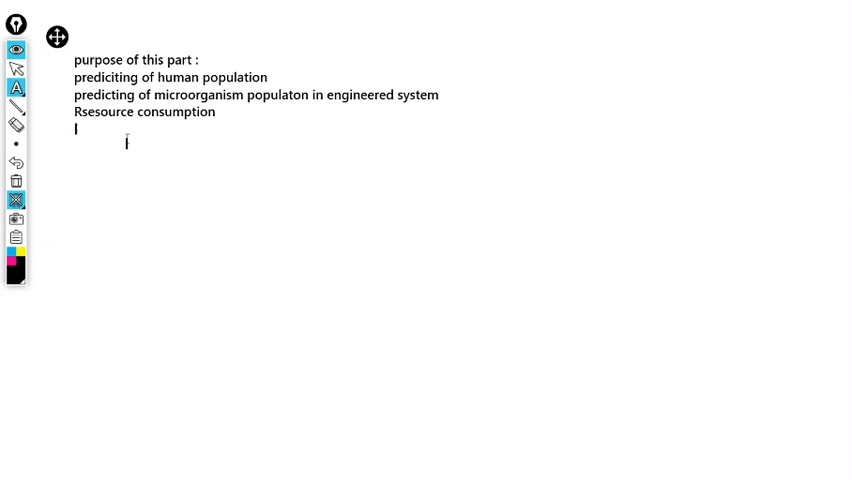 purpose of this part :
prediciting of human population
predicting of microorganism populaton in engineered system
Rsesource consumption